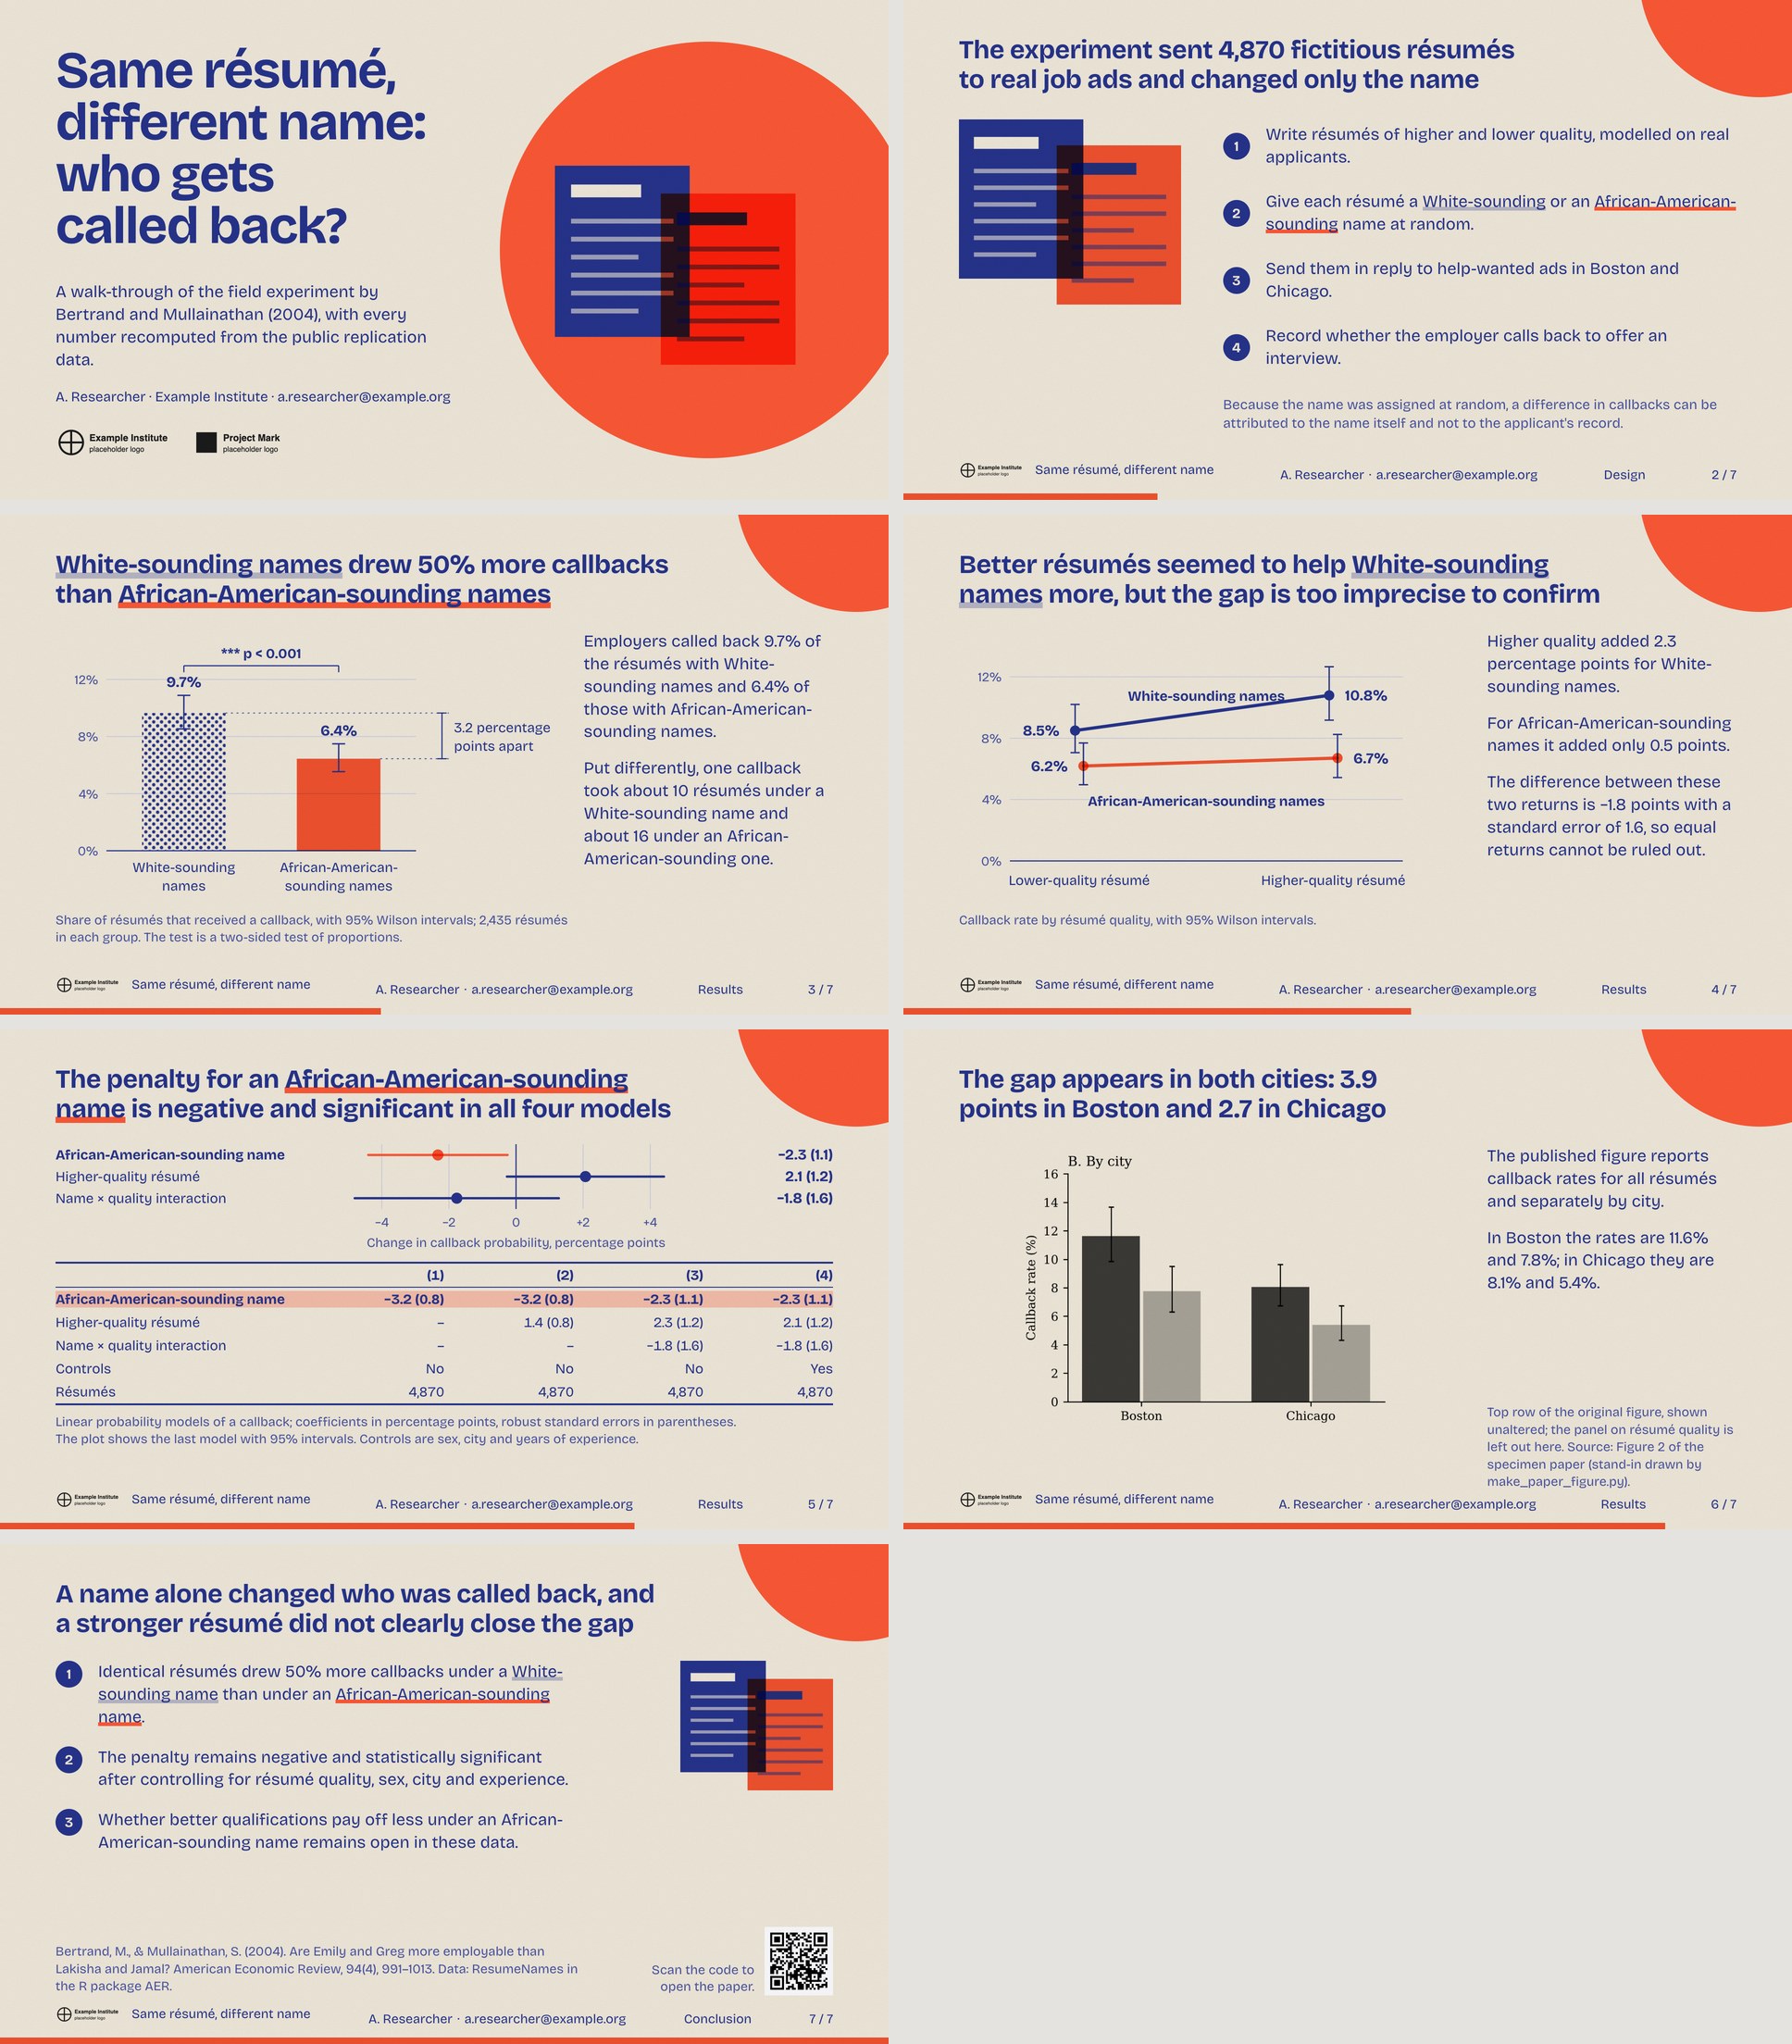 Same résumé,
different name:
who gets
called back?
A walk-through of the field experiment by
Bertrand and Mullainathan (2004), with every
number recomputed from the public replication
data.
A. Researcher · Example Institute · a.researcher@example.org
Example Institute
placeholder logo
Project Mark
placeholder logo
The experiment sent 4,870 fictitious résumés
to real job ads and changed only the name
1
Write résumés of higher and lower quality, modelled on real
applicants.
2
Give each résumé a White-sounding or an African-American-
sounding name at random.
3
Send them in reply to help-wanted ads in Boston and
Chicago.
4
Record whether the employer calls back to offer an
interview.
Because the name was assigned at random, a difference in callbacks can be
attributed to the name itself and not to the applicant's record.
Example Institute
placeholder logo
Same résumé, different name
A. Researcher · a.researcher@example.org
Design
2 / 7
White-sounding names drew 50% more callbacks
than African-American-sounding names
*** p < 0.001
12%
9.7%
8%
6.4%
3.2 percentage
points apart
4%
0%
White-sounding
names
African-American-
sounding names
Employers called back 9.7% of
the résumés with White-
sounding names and 6.4% of
those with African-American-
sounding names.
Put differently, one callback
took about 10 résumés under a
White-sounding name and
about 16 under an African-
American-sounding one.
Share of résumés that received a callback, with 95% Wilson intervals; 2,435 résumés
in each group. The test is a two-sided test of proportions.
Example Institute
placeholder logo
Same résumé, different name
A. Researcher · a.researcher@example.org
Results
3 / 7
Better résumés seemed to help White-sounding
names more, but the gap is too imprecise to confirm
12%
White-sounding names
10.8%
8.5%
8%
6.2%
6.7%
4%
African-American-sounding names
0%
Lower-quality résumé
Higher-quality résumé
Higher quality added 2.3
percentage points for White-
sounding names.
For African-American-sounding
names it added only 0.5 points.
The difference between these
two returns is −1.8 points with a
standard error of 1.6, so equal
returns cannot be ruled out.
Callback rate by résumé quality, with 95% Wilson intervals.
Example Institute
placeholder logo
Same résumé, different name
A. Researcher · a.researcher@example.org
Results
4 / 7
The penalty for an African-American-sounding
name is negative and significant in all four models
African-American-sounding name −2.3 (1.1)
Higher-quality résumé 2.1 (1.2)
Name × quality interaction −1.8 (1.6)
−4 −2 0 +2 +4
Change in callback probability, percentage points
(1) (2) (3) (4)
African-American-sounding name −3.2 (0.8) −3.2 (0.8) −2.3 (1.1) −2.3 (1.1)
Higher-quality résumé – 1.4 (0.8) 2.3 (1.2) 2.1 (1.2)
Name × quality interaction – – −1.8 (1.6) −1.8 (1.6)
Controls No No No Yes
Résumés 4,870 4,870 4,870 4,870
Linear probability models of a callback; coefficients in percentage points, robust standard errors in parentheses.
The plot shows the last model with 95% intervals. Controls are sex, city and years of experience.
Example Institute
placeholder logo
Same résumé, different name
A. Researcher · a.researcher@example.org
Results
5 / 7
The gap appears in both cities: 3.9
points in Boston and 2.7 in Chicago
B. By city
16
14
12
10
8
6
4
2
0
Callback rate (%)
Boston
Chicago
The published figure reports
callback rates for all résumés
and separately by city.
In Boston the rates are 11.6%
and 7.8%; in Chicago they are
8.1% and 5.4%.
Top row of the original figure, shown
unaltered; the panel on résumé quality is
left out here. Source: Figure 2 of the
specimen paper (stand-in drawn by
make_paper_figure.py).
Example Institute
placeholder logo
Same résumé, different name
A. Researcher · a.researcher@example.org
Results
6 / 7
A name alone changed who was called back, and
a stronger résumé did not clearly close the gap
1
Identical résumés drew 50% more callbacks under a White-
sounding name than under an African-American-sounding
name.
2
The penalty remains negative and statistically significant
after controlling for résumé quality, sex, city and experience.
3
Whether better qualifications pay off less under an African-
American-sounding name remains open in these data.
Bertrand, M., & Mullainathan, S. (2004). Are Emily and Greg more employable than
Lakisha and Jamal? American Economic Review, 94(4), 991–1013. Data: ResumeNames in
the R package AER.
Scan the code to
open the paper.
Example Institute
placeholder logo
Same résumé, different name
A. Researcher · a.researcher@example.org
Conclusion
7 / 7